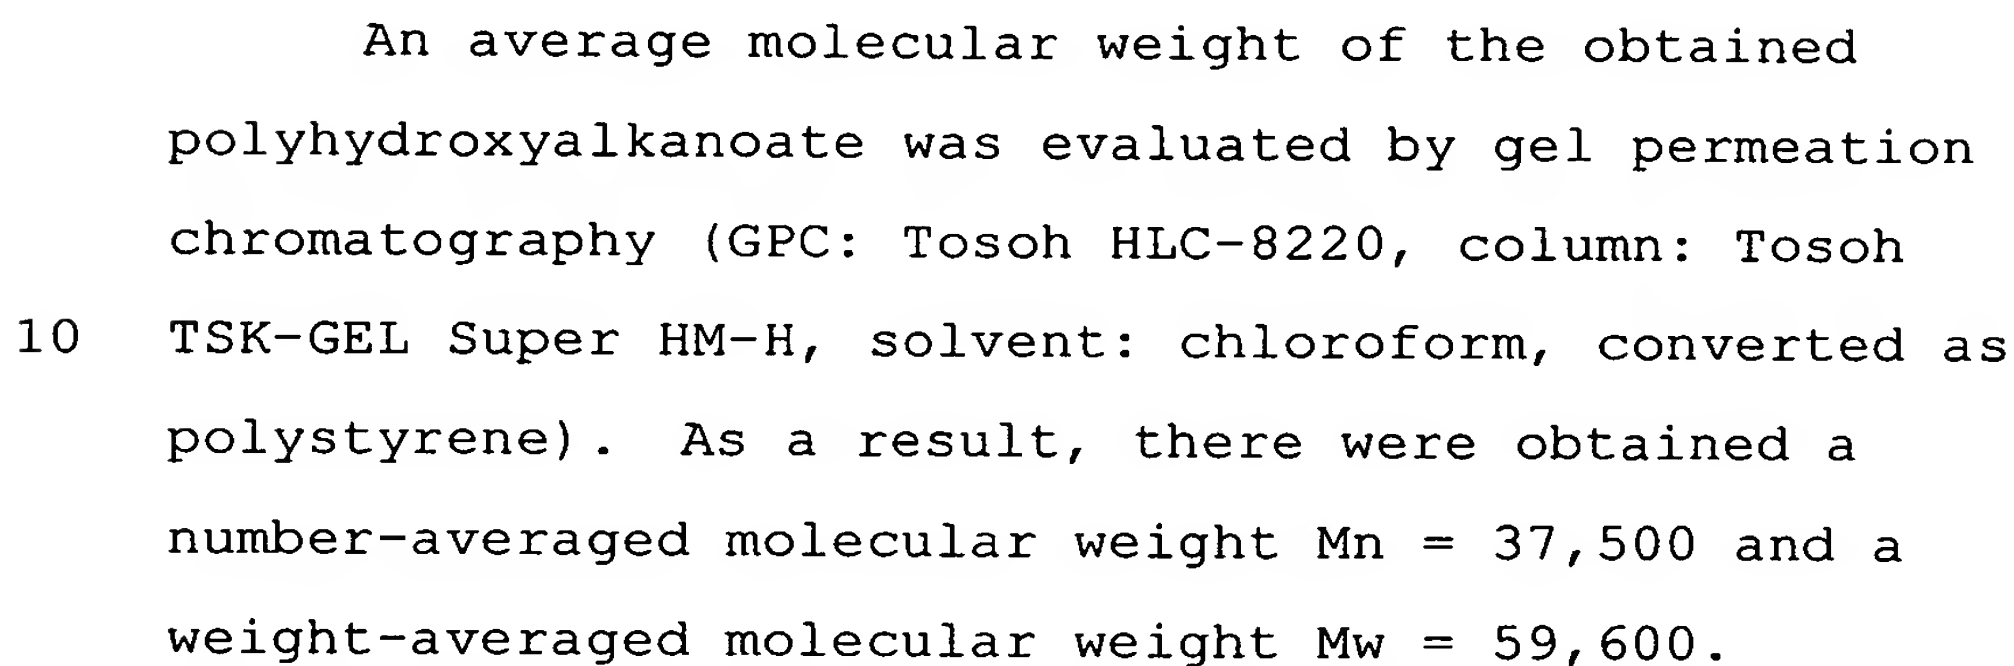 An average molecular weight of the obtained
polyhydroxyalkanoate was evaluated by gel permeation
chromatography (GPC: Tosoh HLC-8220, column: Tosoh
10 TSK-GEL Super HM-H, solvent: chloroform, converted as
polystyrene). As a result, there were obtained a
number-averaged molecular weight Mn = 37,500 and a
weight-averaged molecular weight Mw = 59,600.